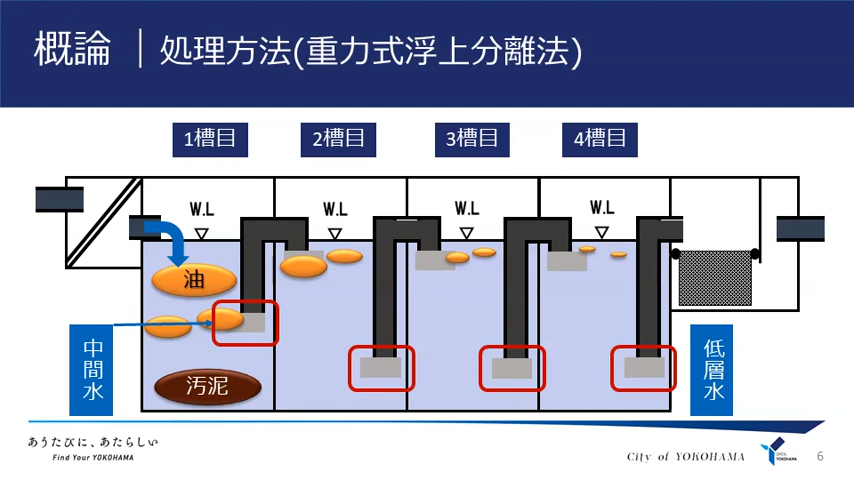 概論 │処理方法(重力式浮上分離法)
1槽目
2槽目
3槽目
4槽目
W.L
W.L
W.L
W.L
油
中間水
汚泥
低層水
あうたびに、あたらしい
Find Your YOKOHAMA
City of YOKOHAMA
OPEN
YOKOHAMA
6